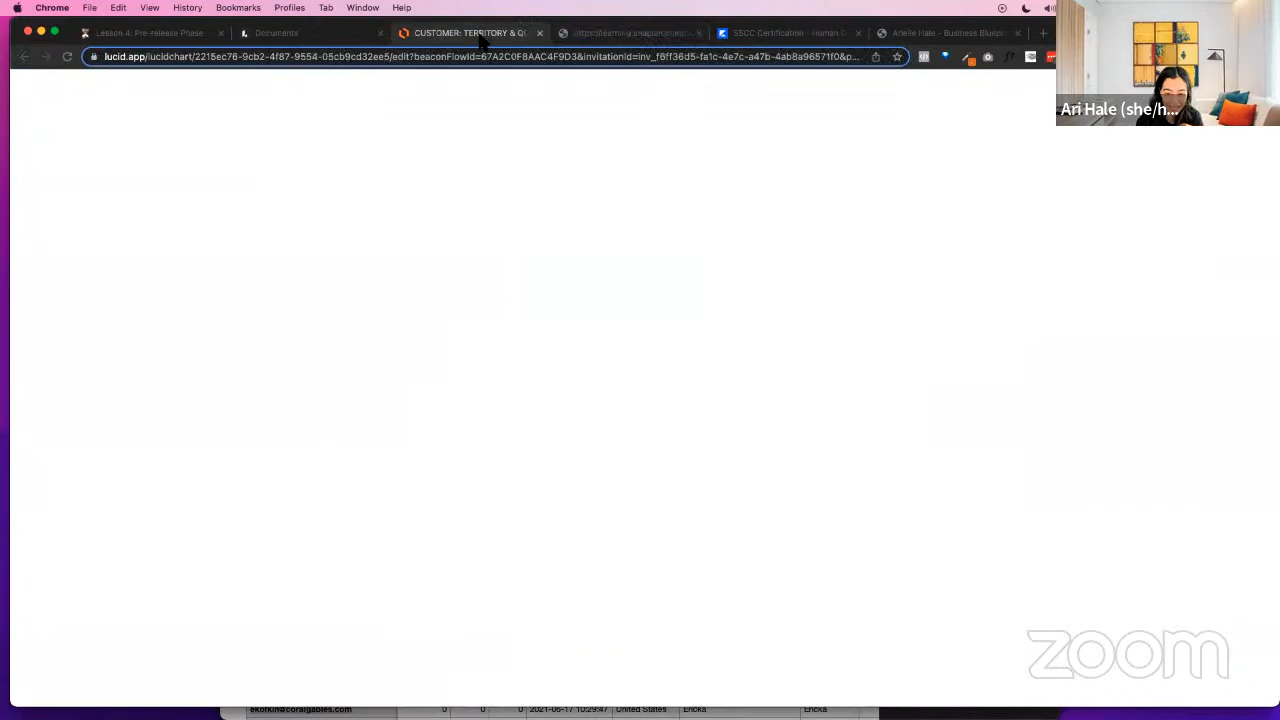 Chrome File Edit View History Bookmarks Profiles Tab Window Help
Lesson 4: Pre-release Phase Documents CUSTOMER: TERRITORY & Q SSCC Certification - Human Arielle Hale - Business Bluepr
lucid.app/lucidchart/2215ec76-9cb2-4f87-9554-05cb9cd32ee5/edit?beaconFlowId=67A2C0F8AAC4F9D3&invitationId=inv_f6ff36d5-fa1c-4e7c-a47b-4ab8a96571f0&p...
Ari Hale (she/h...
zoom
ekorkin@coralgables.com 0 0 0 2021-06-17 10:29:47 United States Ericka Ericka